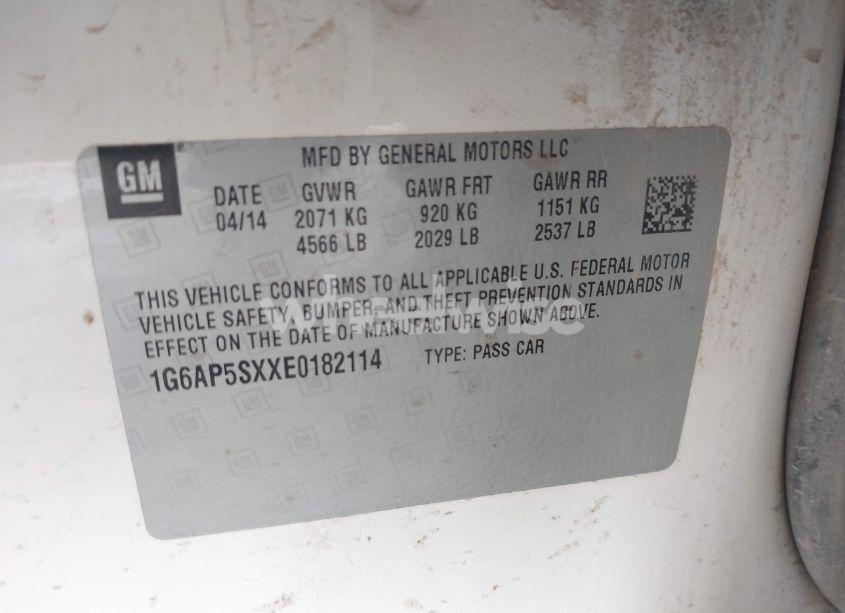 GM
MFD BY GENERAL MOTORS LLC
DATE GVWR GAWR FRT GAWR RR
04/14 2071 KG 920 KG 1151 KG
4566 LB 2029 LB 2537 LB
THIS VEHICLE CONFORMS TO ALL APPLICABLE U.S. FEDERAL MOTOR
VEHICLE SAFETY, BUMPER, AND THEFT PREVENTION STANDARDS IN
EFFECT ON THE DATE OF MANUFACTURE SHOWN ABOVE.
1G6AP5SXXE0182114 TYPE: PASS CAR